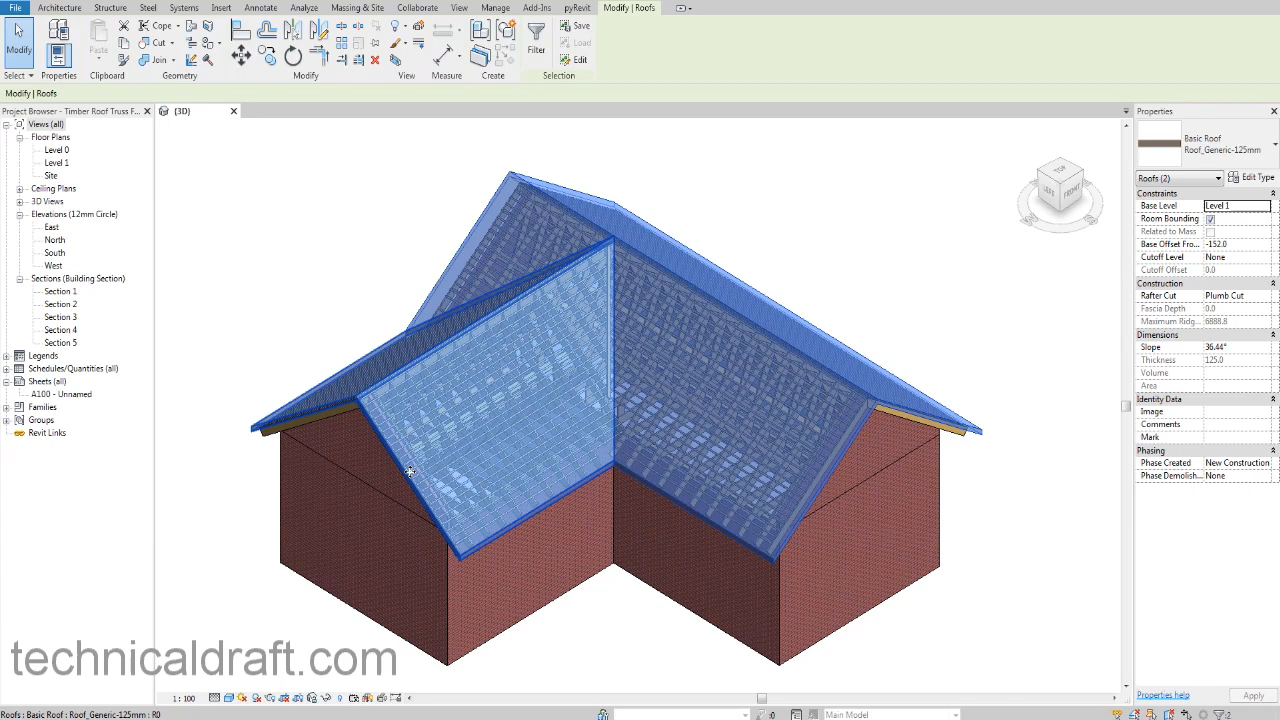 File Architecture Structure Steel Systems Insert Annotate Analyze Massing & Site Collaborate View Manage Add-Ins pyRevit Modify | Roofs
Modify Paste Cope Cut Join Filter Save Load Edit
Select Properties Clipboard Geometry Modify View Measure Create Selection
Modify | Roofs
Project Browser - Timber Roof Truss F...
{3D}
Views (all)
Floor Plans
Level 0
Level 1
Site
Ceiling Plans
3D Views
Elevations (12mm Circle)
East
North
South
West
Sections (Building Section)
Section 1
Section 2
Section 3
Section 4
Section 5
Legends
Schedules/Quantities (all)
Sheets (all)
A100 - Unnamed
Families
Groups
Revit Links
TOP
LEFT
FRONT
Properties
Basic Roof
Roof_Generic-125mm
Roofs (2) Edit Type
Constraints
Base Level Level 1
Room Bounding
Related to Mass
Base Offset Fro... -152.0
Cutoff Level None
Cutoff Offset 0.0
Construction
Rafter Cut Plumb Cut
Fascia Depth 0.0
Maximum Ridg... 6888.8
Dimensions
Slope 36.44°
Thickness 125.0
Volume
Area
Identity Data
Image
Comments
Mark
Phasing
Phase Created New Construction
Phase Demolish... None
Properties help Apply
technicaldraft.com
1 : 100
Roofs : Basic Roof : Roof_Generic-125mm : R0
:0 Main Model :2